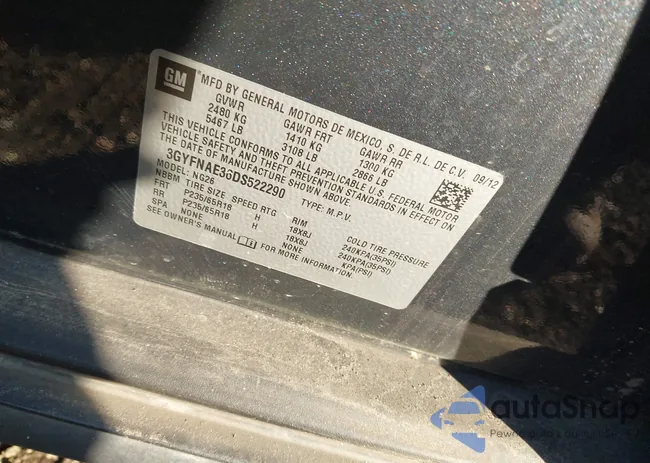 GM
®MFD BY GENERAL MOTORS DE MEXICO, S. DE R.L. DE C.V. 09/12
GVWR GAWR FRT GAWR RR
2480 KG 1410 KG 1300 KG
5467 LB 3108 LB 2866 LB
THIS VEHICLE CONFORMS TO ALL APPLICABLE U.S. FEDERAL MOTOR
VEHICLE SAFETY AND THEFT PREVENTION STANDARDS IN EFFECT ON
THE DATE OF MANUFACTURE SHOWN ABOVE.
3GYFNAE36DS522290 TYPE: M.P.V.
NBBM NG26
TIRE SIZE SPEED RTG RIM COLD TIRE PRESSURE
FRT P235/65R18 H 18X8J 240KPA(35PSI)
RR P235/65R18 H 18X8J 240KPA(35PSI)
SPA NONE NONE KPA(PSI)
SEE OWNER'S MANUAL FOR MORE INFORMATION.
autoSnap